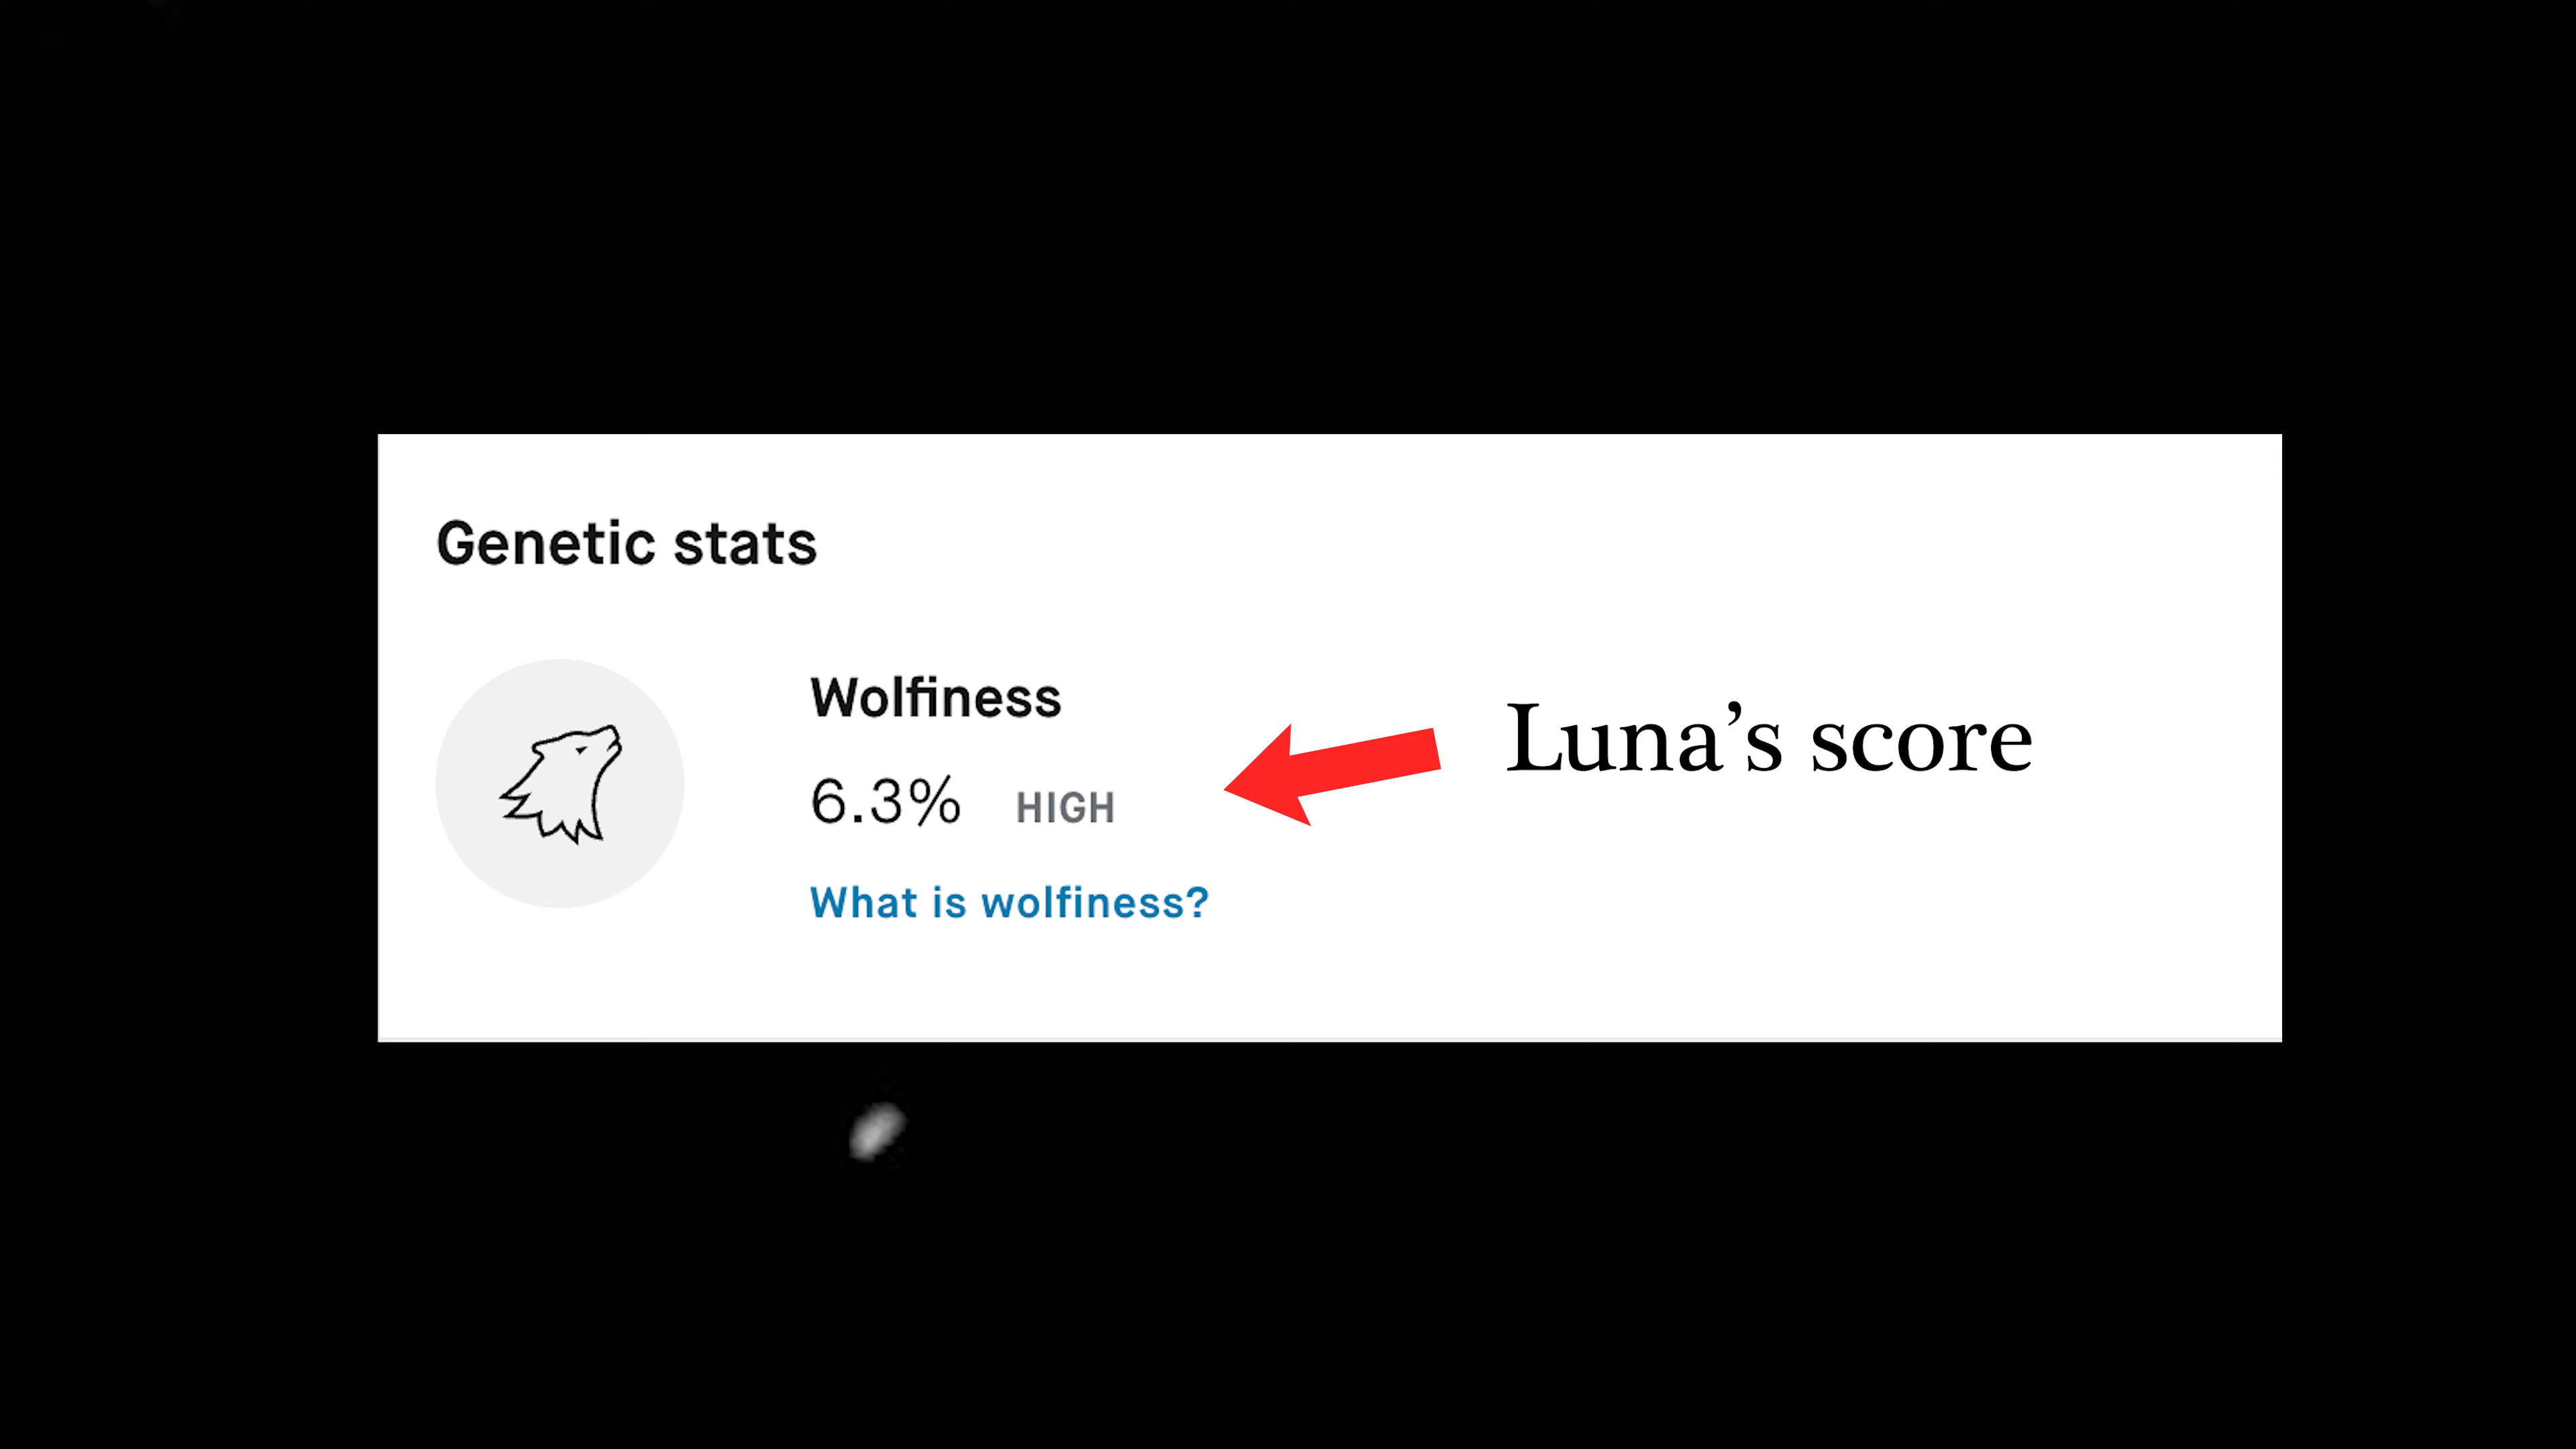 Genetic stats
Wolfiness
6.3% HIGH
Luna’s score
What is wolfiness?